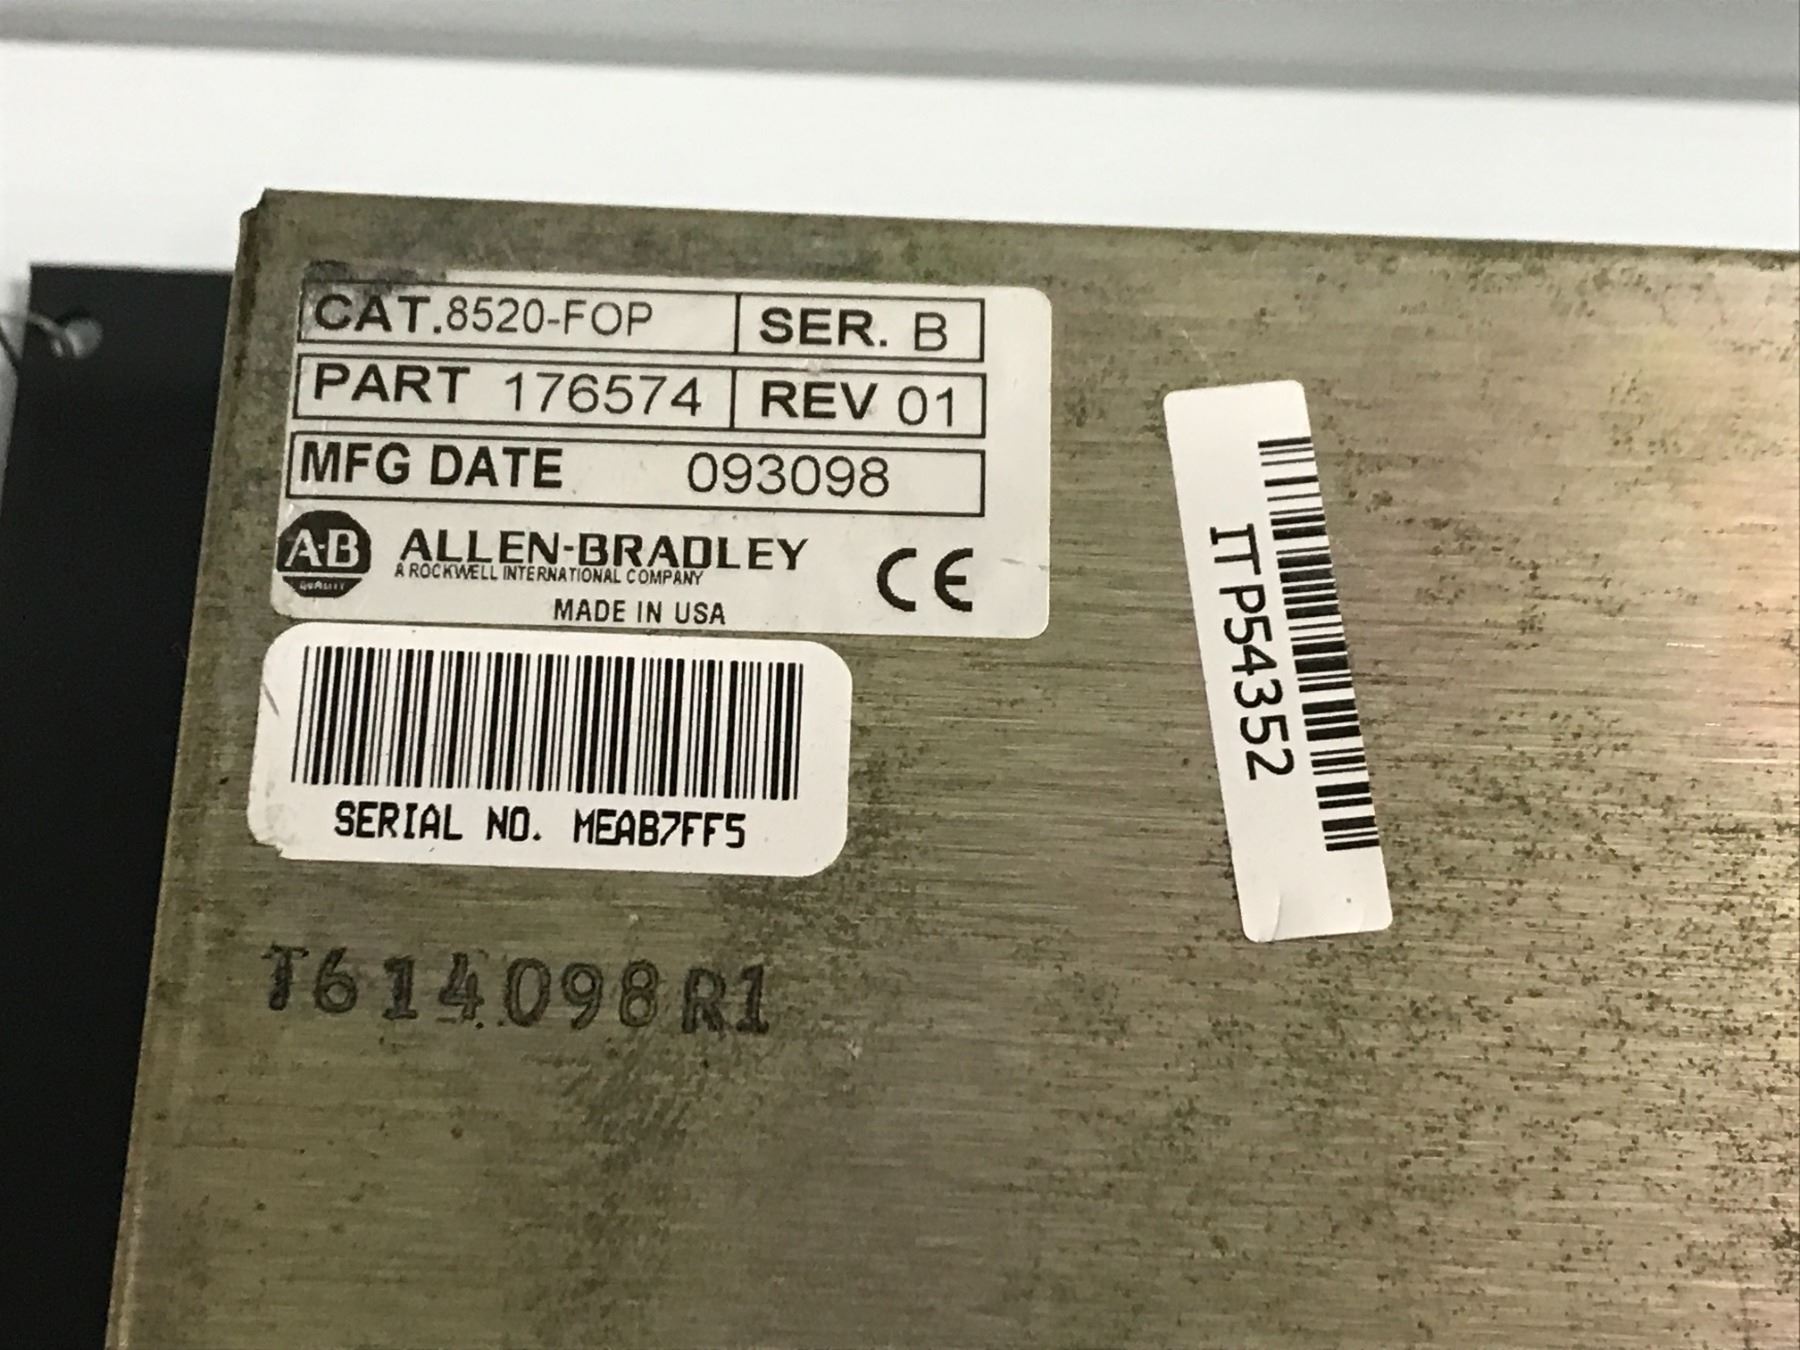 CAT.8520-FOP SER. B
PART 176574 REV 01
MFG DATE 093098
A-B
QUALITY
ALLEN-BRADLEY
A ROCKWELL INTERNATIONAL COMPANY
MADE IN USA
CE
SERIAL NO. MEAB7FF5
T614098R1
ITP54352